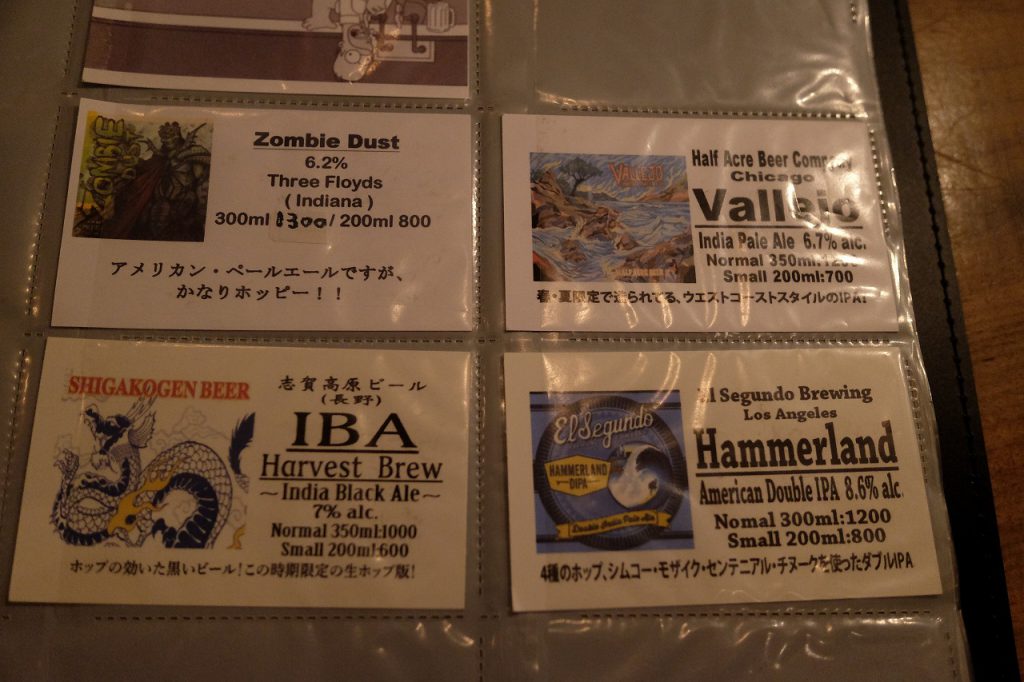 ZOMBIE
DUST
Zombie Dust
6.2%
Three Floyds
( Indiana )
300ml 1300/ 200ml 800
アメリカン・ペールエールですが、
かなりホッピー！！
VALLEJO
HALF ACRE BEER
Half Acre Beer Company
Chicago
Vallejo
India Pale Ale 6.7% alc.
Normal 350ml:1200
Small 200ml:700
春・夏限定で造られてる、ウエストコーストスタイルのIPA!
SHIGAKOGEN BEER
志賀高原ビール
(長野)
IBA
Harvest Brew
～India Black Ale～
7% alc.
Normal 350ml:1000
Small 200ml:600
ホップの効いた黒いビール!この時期限定の生ホップ版!
El Segundo
HAMMERLAND
DIPA
Double India Pale Ale
El Segundo Brewing
Los Angeles
Hammerland
American Double IPA 8.6% alc.
Nomal 300ml:1200
Small 200ml:800
4種のホップ、シムコー・モザイク・センテニアル・チヌークを使ったダブルIPA